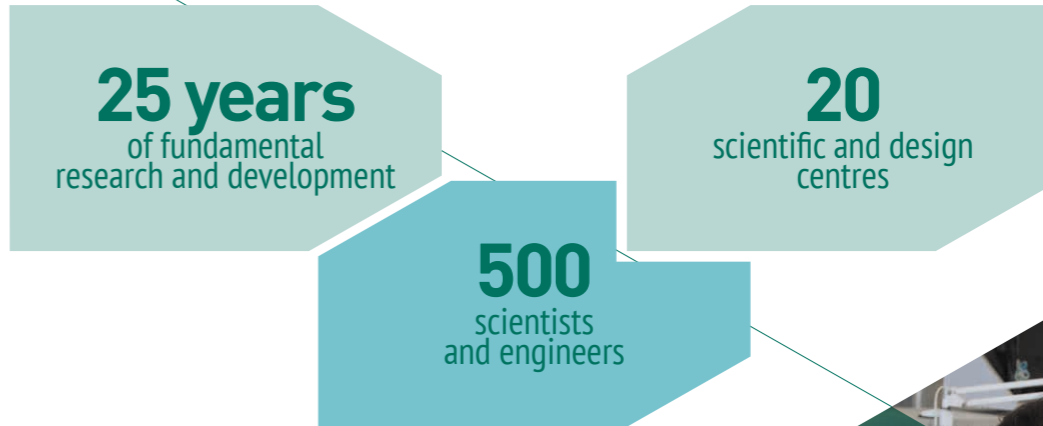 25 years
of fundamental
research and development
20
scientific and design
centres
500
scientists
and engineers